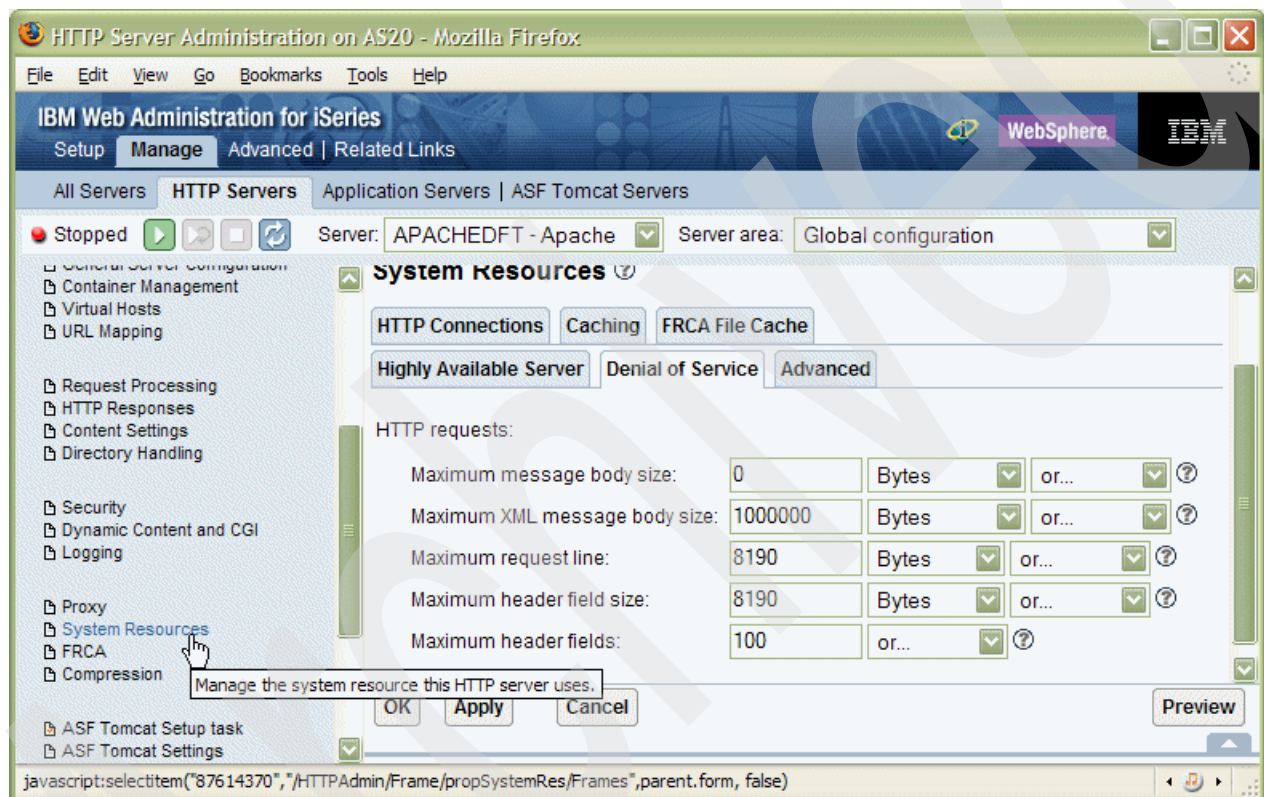 HTTP Server Administration on AS20 - Mozilla Firefox
File Edit View Go Bookmarks Tools Help
IBM Web Administration for iSeries
WebSphere. IBM
Setup Manage Advanced | Related Links
All Servers HTTP Servers Application Servers | ASF Tomcat Servers
Stopped Server: APACHEDFT - Apache Server area: Global configuration
General Server Configuration
Container Management
Virtual Hosts
URL Mapping
Request Processing
HTTP Responses
Content Settings
Directory Handling
Security
Dynamic Content and CGI
Logging
Proxy
System Resources
FRCA
Compression
Manage the system resource this HTTP server uses.
ASF Tomcat Setup task
ASF Tomcat Settings
System Resources ?
HTTP Connections Caching FRCA File Cache
Highly Available Server Denial of Service Advanced
HTTP requests:
Maximum message body size: 0 Bytes or... ?
Maximum XML message body size: 1000000 Bytes or... ?
Maximum request line: 8190 Bytes or... ?
Maximum header field size: 8190 Bytes or... ?
Maximum header fields: 100 or... ?
OK Apply Cancel Preview
javascript:selectitem("87614370","/HTTPAdmin/Frame/propSystemRes/Frames",parent.form, false)